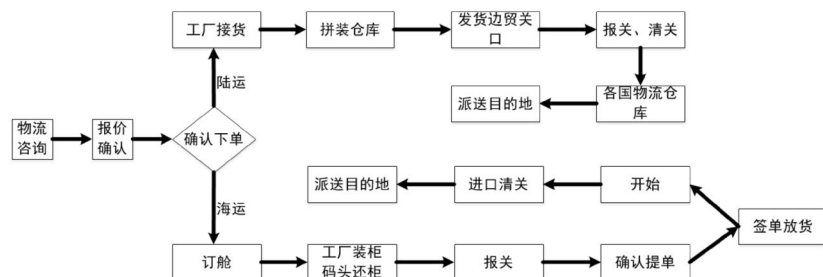 工厂接货
拼装仓库
发货边贸关
口
报关、清关
陆运
派送目的地
各国物流仓
库
物流
咨询
报价
确认
确认下单
派送目的地
进口清关
开始
海运
签单放货
订舱
工厂装柜
码头还柜
报关
确认提单